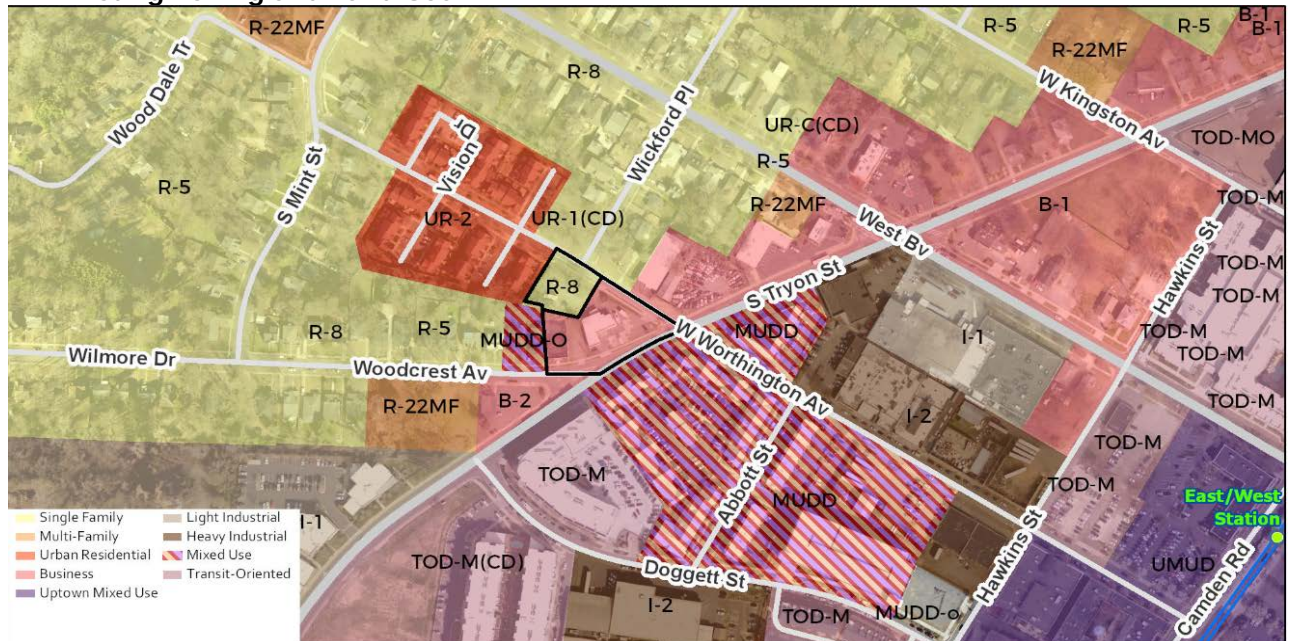 B-1
B-1
R-22MF
R-5
R-5
R-22MF
Wood Dale Tr
R-8
Wickford Pl
W Kingston Av
UR-C(CD)
TOD-MO
Vision Dr
R-5
R-5
S Mint St
R-22MF
B-1
TOD-M
UR-2
UR-1(CD)
West Bv
Hawkins St
TOD-M
R-8
S Tryon St
TOD-M
R-8
R-5
MUDD-O
MUDD
I-1
TOD-M
TOD-M
Wilmore Dr
Woodcrest Av
W Worthington Av
TOD-M
R-22MF
B-2
I-2
TOD-M
TOD-M
Abbott St
MUDD
TOD-M
East/West
Station
I-1
Hawkins St
TOD-M(CD)
Doggett St
UMUD
Camden Rd
I-2
TOD-M
MUDD-o
Single Family
Multi-Family
Urban Residential
Business
Uptown Mixed Use
Light Industrial
Heavy Industrial
Mixed Use
Transit-Oriented